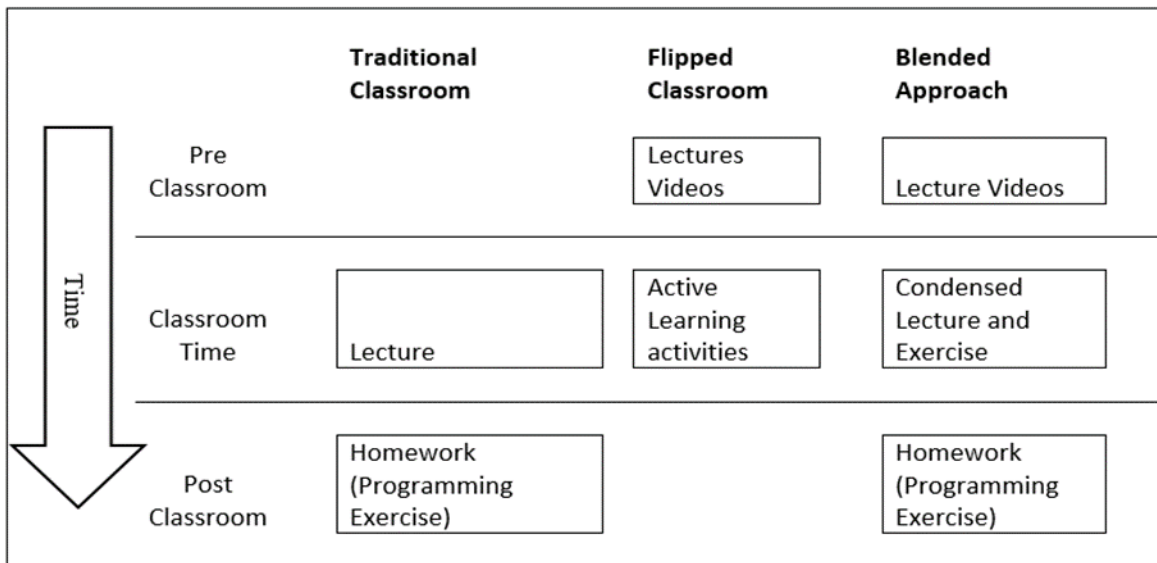 Traditional Classroom
Flipped Classroom
Blended Approach
Time
Pre Classroom
Lectures Videos
Lecture Videos
Classroom Time
Lecture
Active Learning activities
Condensed Lecture and Exercise
Post Classroom
Homework (Programming Exercise)
Homework (Programming Exercise)